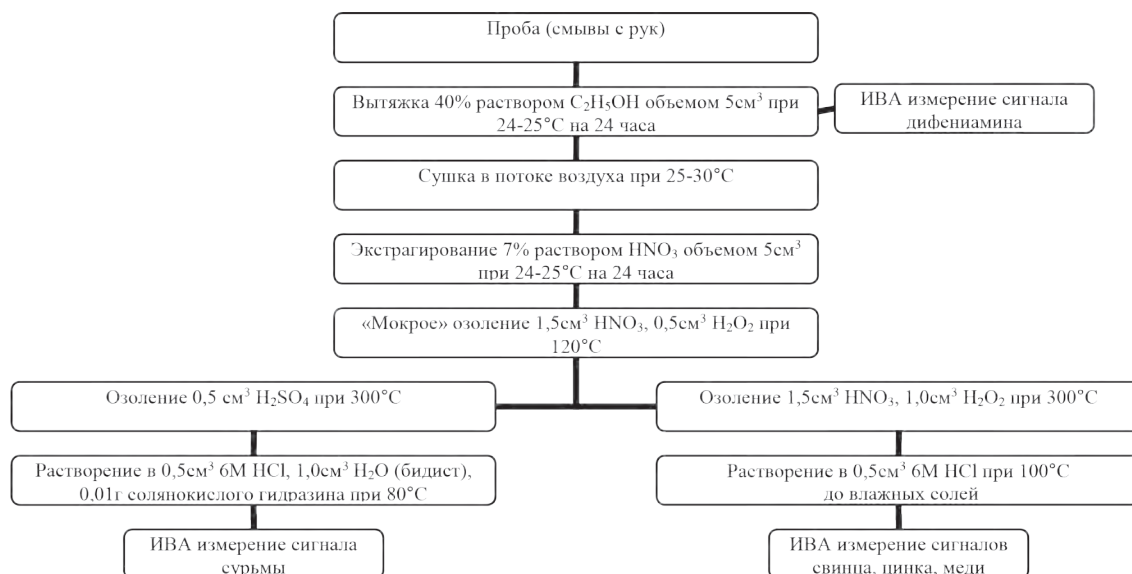 Проба (смывы с рук)
Вытяжка 40% раствором C₂H₅OH объемом 5см³ при
24-25°C на 24 часа
ИВА измерение сигнала
дифениамина
Сушка в потоке воздуха при 25-30°C
Экстрагирование 7% раствором HNO₃ объемом 5см³
при 24-25°C на 24 часа
«Мокрое» озоление 1,5см³ HNO₃, 0,5см³ H₂O₂ при
120°C
Озоление 0,5 см³ H₂SO₄ при 300°C
Озоление 1,5см³ HNO₃, 1,0см³ H₂O₂ при 300°C
Растворение в 0,5см³ 6М HCl, 1,0см³ H₂O (бидист),
0,01г солянокислого гидразина при 80°C
Растворение в 0,5см³ 6М HCl при 100°C
до влажных солей
ИВА измерение сигнала
сурьмы
ИВА измерение сигналов
свинца, цинка, меди